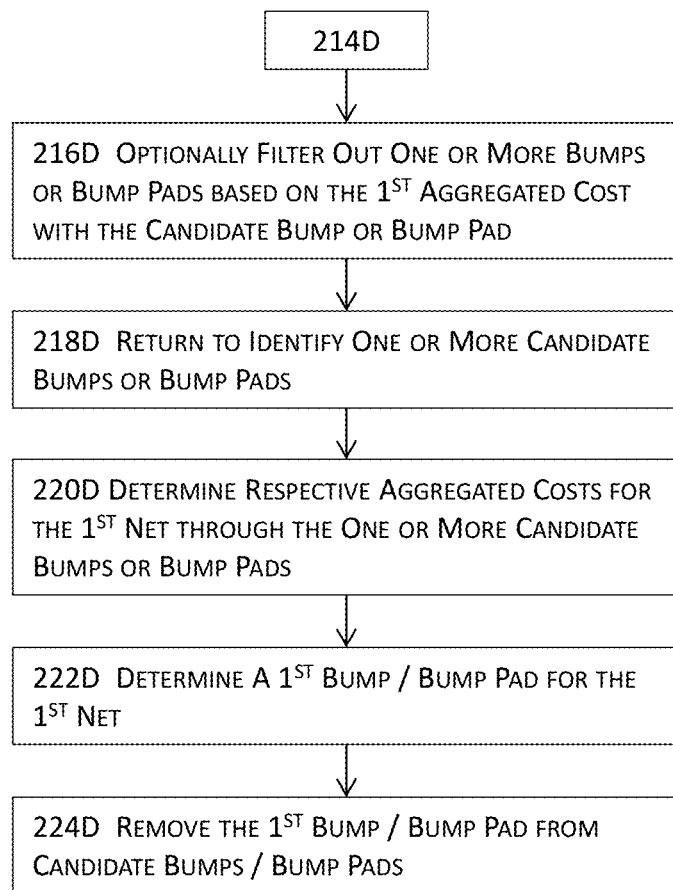 214D
216D OPTIONALLY FILTER OUT ONE OR MORE BUMPS
OR BUMP PADS BASED ON THE 1ST AGGREGATED COST
WITH THE CANDIDATE BUMP OR BUMP PAD
218D RETURN TO IDENTIFY ONE OR MORE CANDIDATE
BUMPS OR BUMP PADS
220D DETERMINE RESPECTIVE AGGREGATED COSTS FOR
THE 1ST NET THROUGH THE ONE OR MORE CANDIDATE
BUMPS OR BUMP PADS
222D DETERMINE A 1ST BUMP / BUMP PAD FOR THE
1ST NET
224D REMOVE THE 1ST BUMP / BUMP PAD FROM
CANDIDATE BUMPS / BUMP PADS